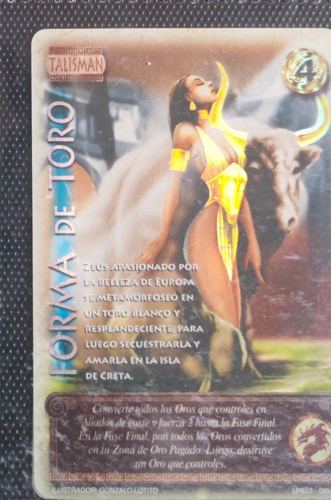 TALISMAN
4
FORMA DE TORO
ZEUS APASIONADO POR
LA BELLEZA DE EUROPA
SE METAMORFOSEÓ EN
UN TORO BLANCO Y
RESPLANDECIENTE, PARA
LUEGO SECUESTRARLA Y
AMARLA EN LA ISLA
DE CRETA.
Convierte todos los Oros que controles en
Aliados de coste y fuerza 2 hasta la Fase Final.
En la Fase Final, pon todos los Oros convertidos
en tu Zona de Oro Pagado. Luego, destruye
un Oro que controles.
ILUSTRADOR: GONZALO LOTITO